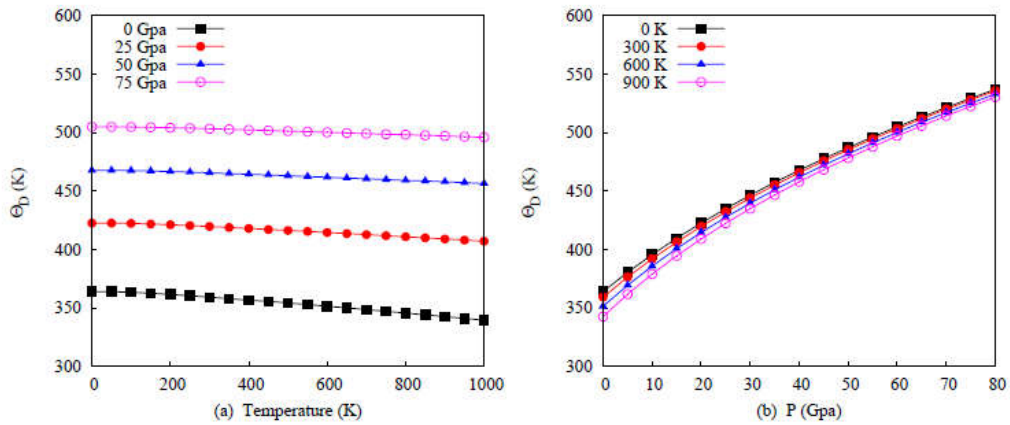 600
550
500
450
400
350
300
Θ_D (K)
0 Gpa
25 Gpa
50 Gpa
75 Gpa
0 200 400 600 800 1000
(a) Temperature (K)
600
550
500
450
400
350
300
Θ_D (K)
0 K
300 K
600 K
900 K
0 10 20 30 40 50 60 70 80
(b) P (Gpa)